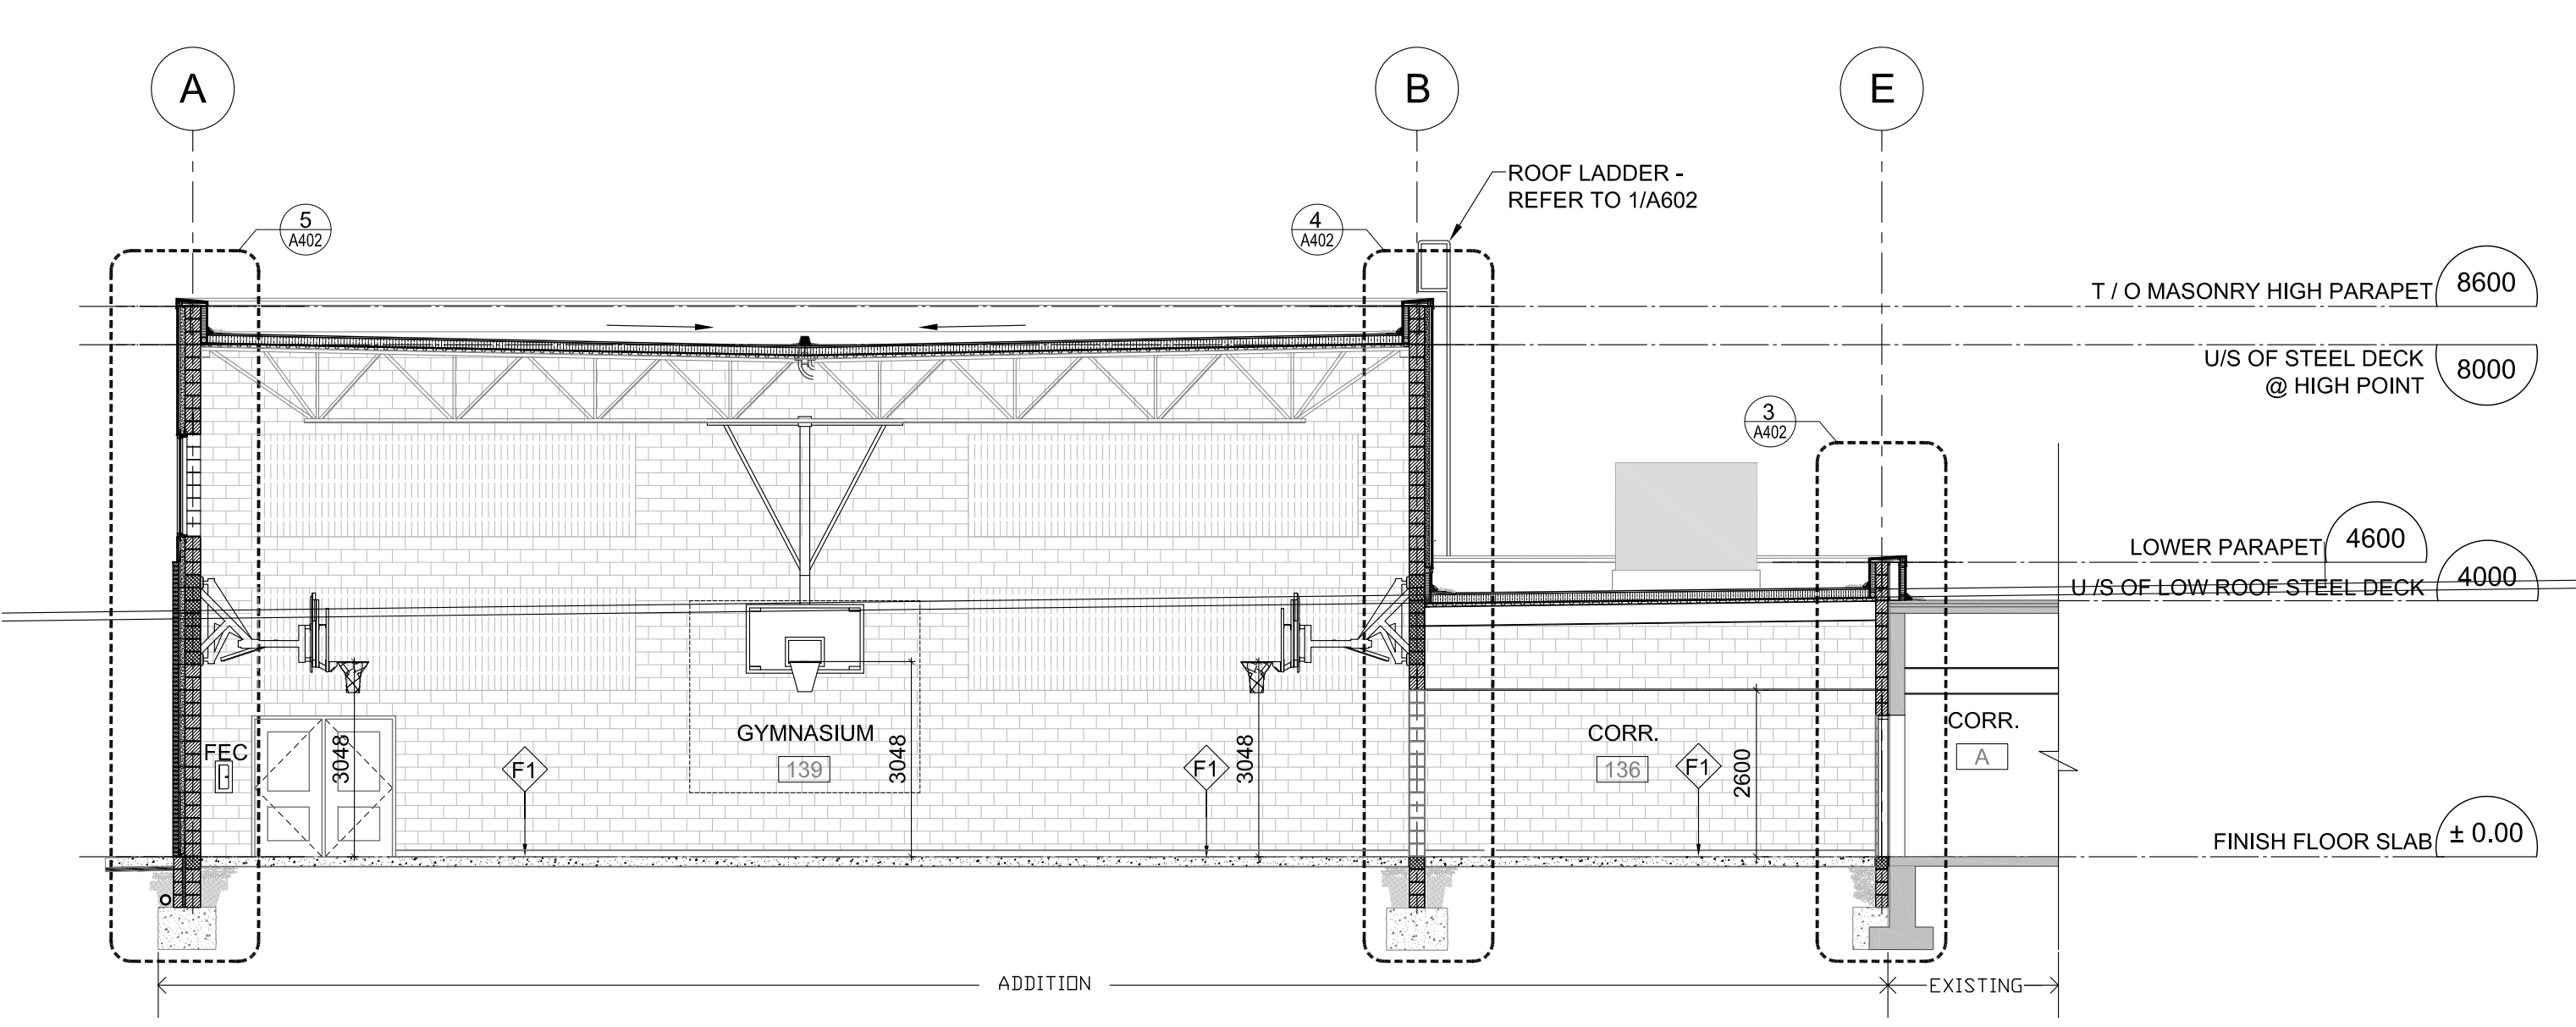 A
B
E
ROOF LADDER -
REFER TO 1/A602
5
A402
4
A402
T / O MASONRY HIGH PARAPET
8600
U/S OF STEEL DECK
@ HIGH POINT
8000
3
A402
LOWER PARAPET
4600
U /S OF LOW ROOF STEEL DECK
4000
GYMNASIUM
139
CORR.
136
CORR.
A
FEC
3048
F1
3048
F1
3048
F1
2600
FINISH FLOOR SLAB
± 0.00
ADDITION
EXISTING